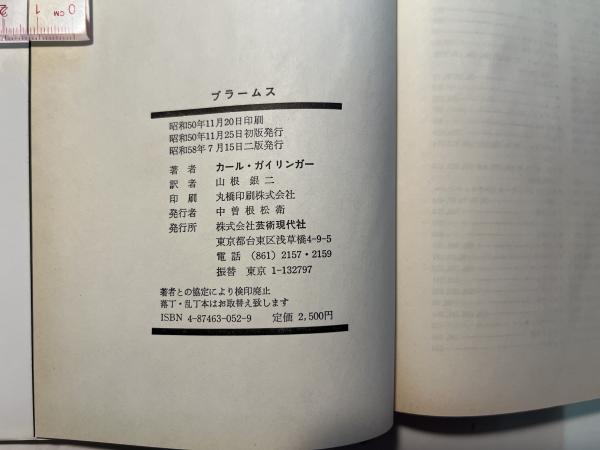 0 CM 1 2
ブラームス
昭和50年11月20日印刷
昭和50年11月25日初版発行
昭和58年7月15日二版発行
著者 カール・ガイリンガー
訳者 山根銀二
印刷 丸橋印刷株式会社
発行者 中曽根松衛
発行所 株式会社芸術現代社
東京都台東区浅草橋4-9-5
電話 (861) 2157・2159
振替 東京 1-132797
著者との協定により検印廃止
落丁・乱丁本はお取替え致します
ISBN 4-87463-052-9 定価 2,500円